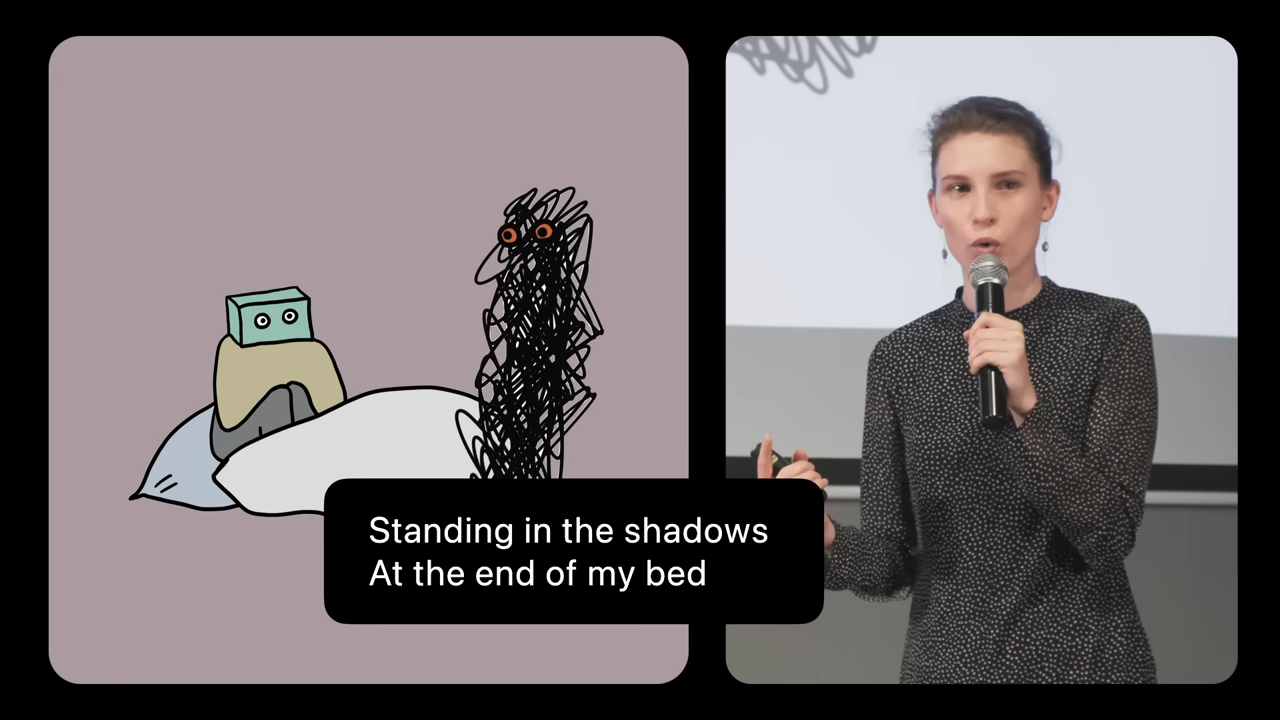 Standing in the shadows
At the end of my bed